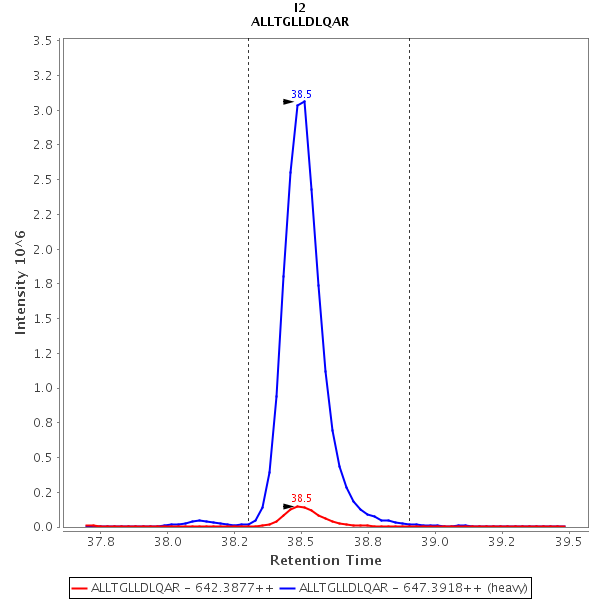 I2
ALLTGLLDLQAR
3.5
3.2
3.0
2.8
2.5
2.2
2.0
1.8
1.5
1.2
1.0
0.8
0.5
0.2
0.0
Intensity 10^6
38.5
38.5
37.8 38.0 38.2 38.5 38.8 39.0 39.2 39.5
Retention Time
ALLTGLLDLQAR - 642.3877++ ALLTGLLDLQAR - 647.3918++ (heavy)